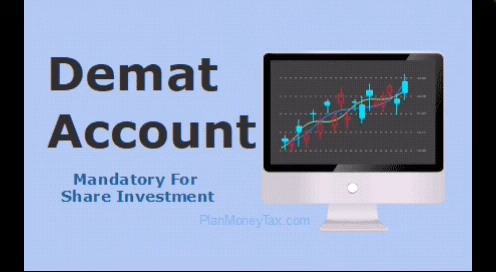 Demat
Account
Mandatory For
Share Investment
PlanMoneyTax.com